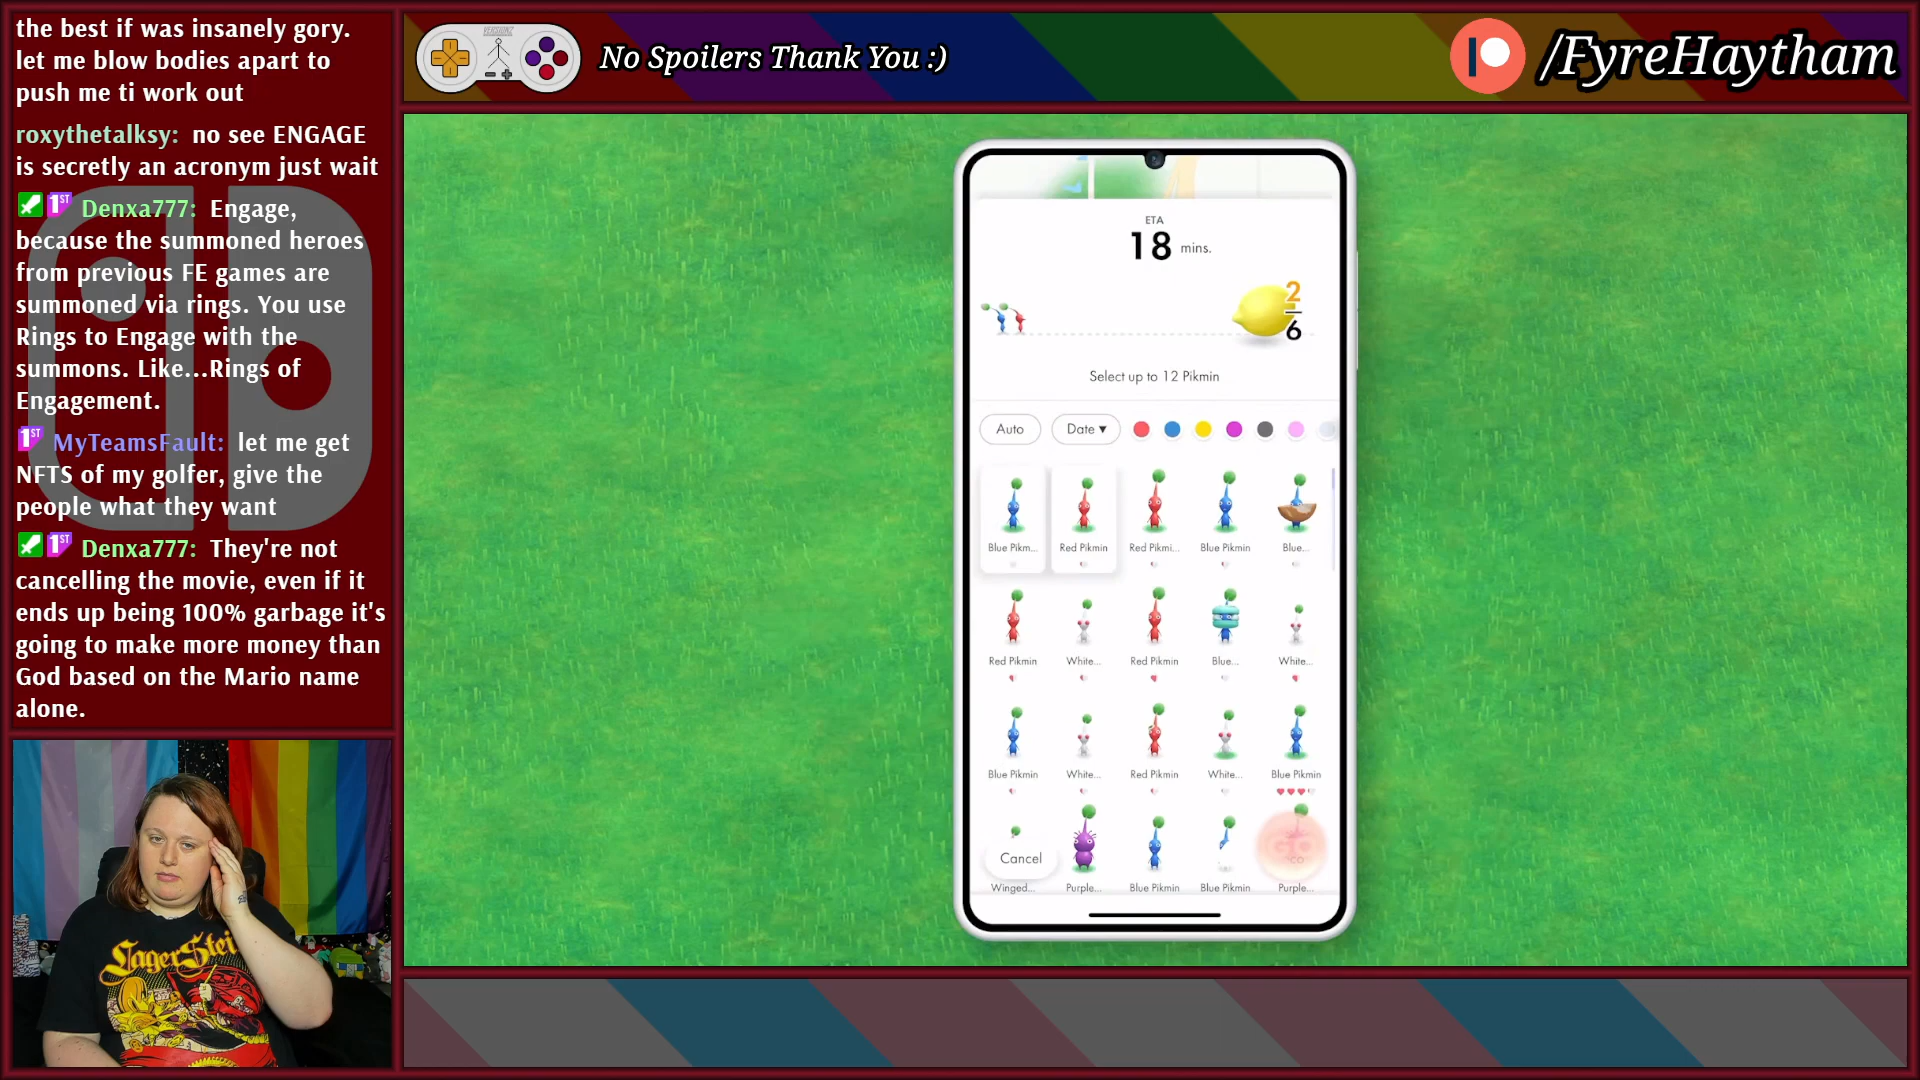 the best if was insanely gory.
let me blow bodies apart to
push me ti work out
roxythetalksy: no see ENGAGE
is secretly an acronym just wait
1ST Denxa777: Engage,
because the summoned heroes
from previous FE games are
summoned via rings. You use
Rings to Engage with the
summons. Like...Rings of
Engagement.
1ST MyTeamsFault: let me get
NFTS of my golfer, give the
people what they want
1ST Denxa777: They're not
cancelling the movie, even if it
ends up being 100% garbage it's
going to make more money than
God based on the Mario name
alone.
No Spoilers Thank You :)
/FyreHaytham
ETA
18 mins.
2
6
Select up to 12 Pikmin
Auto Date ▾
Blue Pikm... Red Pikmin Red Pikmi... Blue Pikmin Blue...
Red Pikmin White... Red Pikmin Blue... White...
Blue Pikmin White... Red Pikmin White... Blue Pikmin
Cancel
Winged... Purple... Blue Pikmin Blue Pikmin Purple...